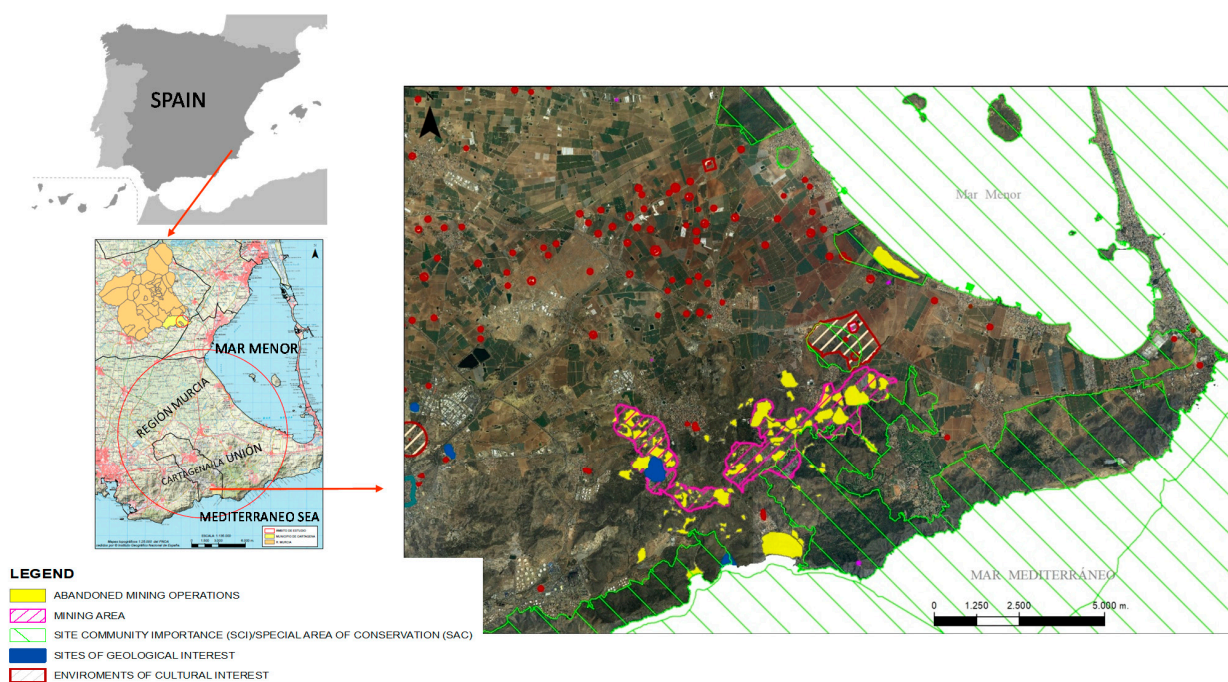 SPAIN
MAR MENOR
REGIÓN MURCIA
CARTAGENA/LA UNIÓN
MEDITERRANEO SEA
Mar Menor
MAR MEDITERRÁNEO
0 1.250 2.500 5.000 m.
LEGEND
ABANDONED MINING OPERATIONS
MINING AREA
SITE COMMUNITY IMPORTANCE (SCI)/SPECIAL AREA OF CONSERVATION (SAC)
SITES OF GEOLOGICAL INTEREST
ENVIROMENTS OF CULTURAL INTEREST